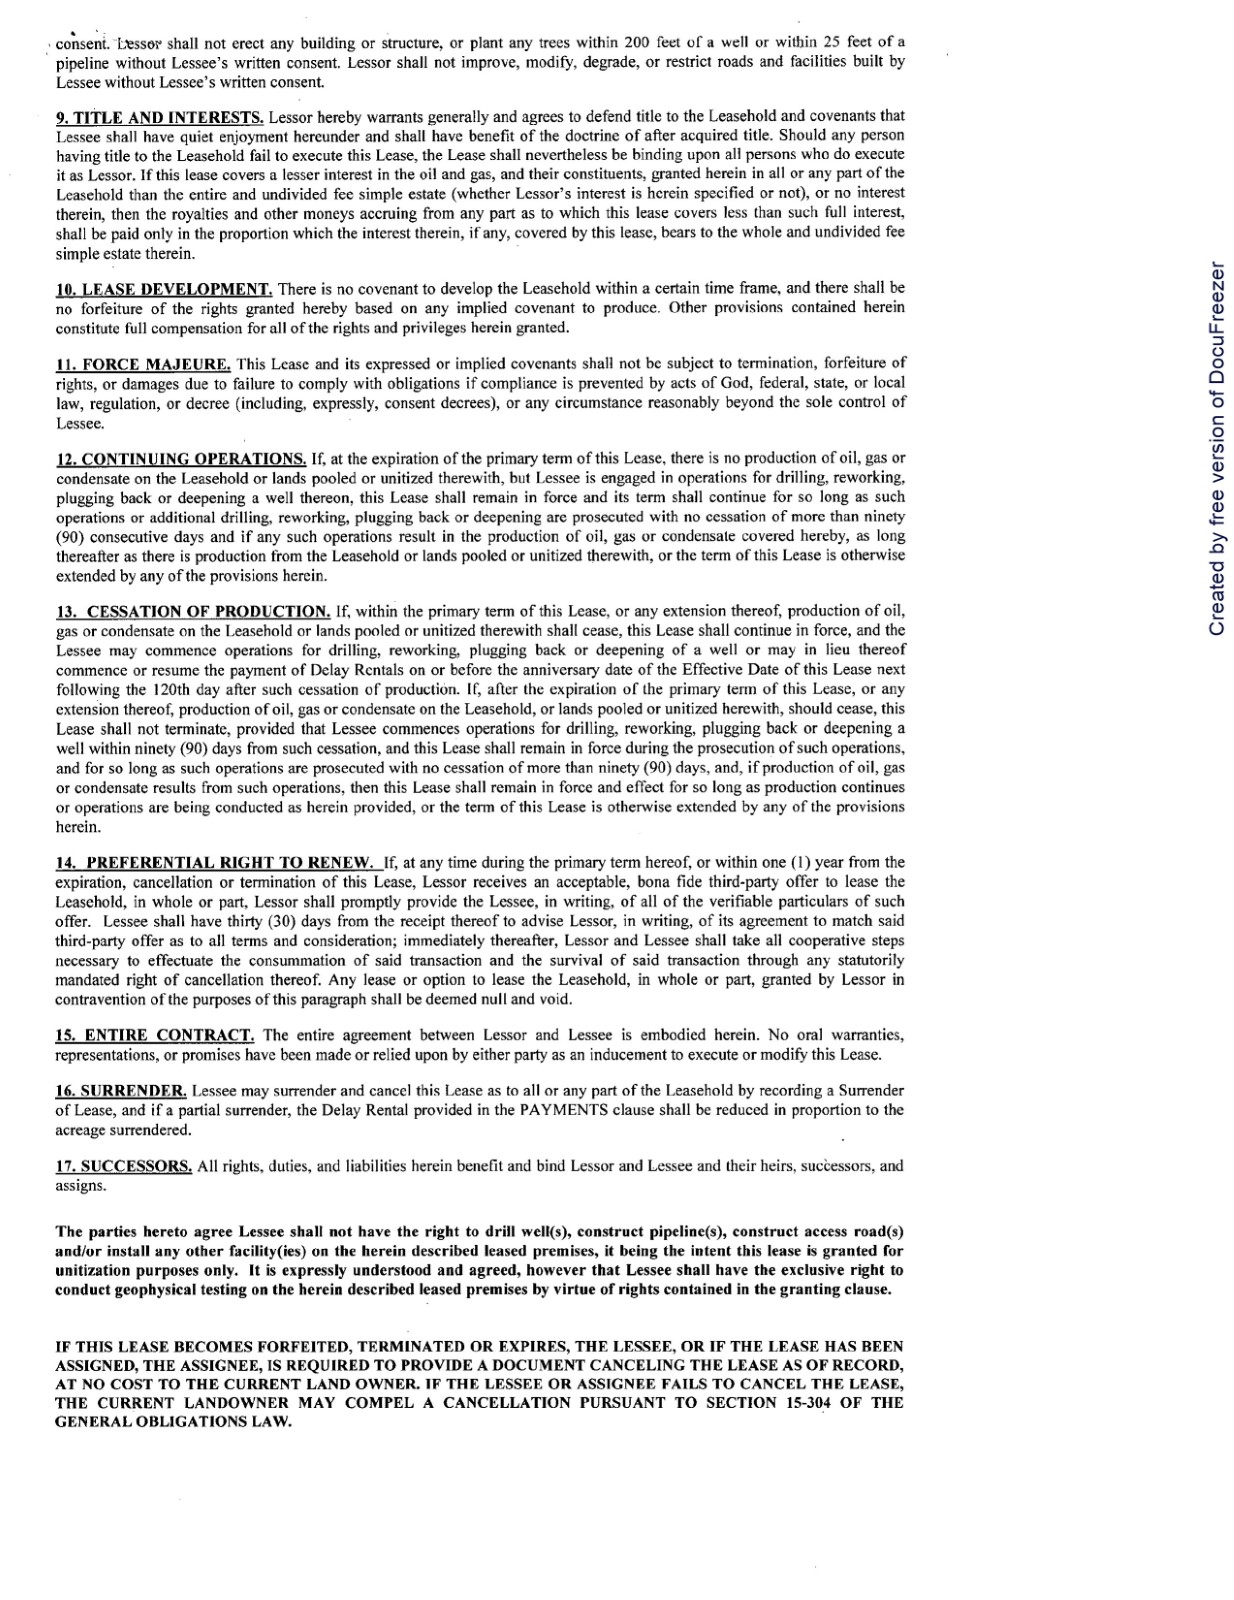 consent. Lessor shall not erect any building or structure, or plant any trees within 200 feet of a well or within 25 feet of a
pipeline without Lessee's written consent. Lessor shall not improve, modify, degrade, or restrict roads and facilities built by
Lessee without Lessee's written consent.
9. TITLE AND INTERESTS. Lessor hereby warrants generally and agrees to defend title to the Leasehold and covenants that
Lessee shall have quiet enjoyment hereunder and shall have benefit of the doctrine of after acquired title. Should any person
having title to the Leasehold fail to execute this Lease, the Lease shall nevertheless be binding upon all persons who do execute
it as Lessor. If this lease covers a lesser interest in the oil and gas, and their constituents, granted herein in all or any part of the
Leasehold than the entire and undivided fee simple estate (whether Lessor's interest is herein specified or not), or no interest
therein, then the royalties and other moneys accruing from any part as to which this lease covers less than such full interest,
shall be paid only in the proportion which the interest therein, if any, covered by this lease, bears to the whole and undivided fee
simple estate therein.
10. LEASE DEVELOPMENT. There is no covenant to develop the Leasehold within a certain time frame, and there shall be
no forfeiture of the rights granted hereby based on any implied covenant to produce. Other provisions contained herein
constitute full compensation for all of the rights and privileges herein granted.
11. FORCE MAJEURE. This Lease and its expressed or implied covenants shall not be subject to termination, forfeiture of
rights, or damages due to failure to comply with obligations if compliance is prevented by acts of God, federal, state, or local
law, regulation, or decree (including, expressly, consent decrees), or any circumstance reasonably beyond the sole control of
Lessee.
12. CONTINUING OPERATIONS. If, at the expiration of the primary term of this Lease, there is no production of oil, gas or
condensate on the Leasehold or lands pooled or unitized therewith, but Lessee is engaged in operations for drilling, reworking,
plugging back or deepening a well thereon, this Lease shall remain in force and its term shall continue for so long as such
operations or additional drilling, reworking, plugging back or deepening are prosecuted with no cessation of more than ninety
(90) consecutive days and if any such operations result in the production of oil, gas or condensate covered hereby, as long
thereafter as there is production from the Leasehold or lands pooled or unitized therewith, or the term of this Lease is otherwise
extended by any of the provisions herein.
13. CESSATION OF PRODUCTION. If, within the primary term of this Lease, or any extension thereof, production of oil,
gas or condensate on the Leasehold or lands pooled or unitized therewith shall cease, this Lease shall continue in force, and the
Lessee may commence operations for drilling, reworking, plugging back or deepening of a well or may in lieu thereof
commence or resume the payment of Delay Rentals on or before the anniversary date of the Effective Date of this Lease next
following the 120th day after such cessation of production. If, after the expiration of the primary term of this Lease, or any
extension thereof, production of oil, gas or condensate on the Leasehold, or lands pooled or unitized herewith, should cease, this
Lease shall not terminate, provided that Lessee commences operations for drilling, reworking, plugging back or deepening a
well within ninety (90) days from such cessation, and this Lease shall remain in force during the prosecution of such operations,
and for so long as such operations are prosecuted with no cessation of more than ninety (90) days, and, if production of oil, gas
or condensate results from such operations, then this Lease shall remain in force and effect for so long as production continues
or operations are being conducted as herein provided, or the term of this Lease is otherwise extended by any of the provisions
herein.
14. PREFERENTIAL RIGHT TO RENEW. If, at any time during the primary term hereof, or within one (1) year from the
expiration, cancellation or termination of this Lease, Lessor receives an acceptable, bona fide third-party offer to lease the
Leasehold, in whole or part, Lessor shall promptly provide the Lessee, in writing, of all of the verifiable particulars of such
offer. Lessee shall have thirty (30) days from the receipt thereof to advise Lessor, in writing, of its agreement to match said
third-party offer as to all terms and consideration; immediately thereafter, Lessor and Lessee shall take all cooperative steps
necessary to effectuate the consummation of said transaction and the survival of said transaction through any statutorily
mandated right of cancellation thereof. Any lease or option to lease the Leasehold, in whole or part, granted by Lessor in
contravention of the purposes of this paragraph shall be deemed null and void.
15. ENTIRE CONTRACT. The entire agreement between Lessor and Lessee is embodied herein. No oral warranties,
representations, or promises have been made or relied upon by either party as an inducement to execute or modify this Lease.
16. SURRENDER. Lessee may surrender and cancel this Lease as to all or any part of the Leasehold by recording a Surrender
of Lease, and if a partial surrender, the Delay Rental provided in the PAYMENTS clause shall be reduced in proportion to the
acreage surrendered.
17. SUCCESSORS. All rights, duties, and liabilities herein benefit and bind Lessor and Lessee and their heirs, successors, and
assigns.
The parties hereto agree Lessee shall not have the right to drill well(s), construct pipeline(s), construct access road(s)
and/or install any other facility(ies) on the herein described leased premises, it being the intent this lease is granted for
unitization purposes only. It is expressly understood and agreed, however that Lessee shall have the exclusive right to
conduct geophysical testing on the herein described leased premises by virtue of rights contained in the granting clause.
IF THIS LEASE BECOMES FORFEITED, TERMINATED OR EXPIRES, THE LESSEE, OR IF THE LEASE HAS BEEN
ASSIGNED, THE ASSIGNEE, IS REQUIRED TO PROVIDE A DOCUMENT CANCELING THE LEASE AS OF RECORD,
AT NO COST TO THE CURRENT LAND OWNER. IF THE LESSEE OR ASSIGNEE FAILS TO CANCEL THE LEASE,
THE CURRENT LANDOWNER MAY COMPEL A CANCELLATION PURSUANT TO SECTION 15-304 OF THE
GENERAL OBLIGATIONS LAW.
Created by free version of DocuFreezer